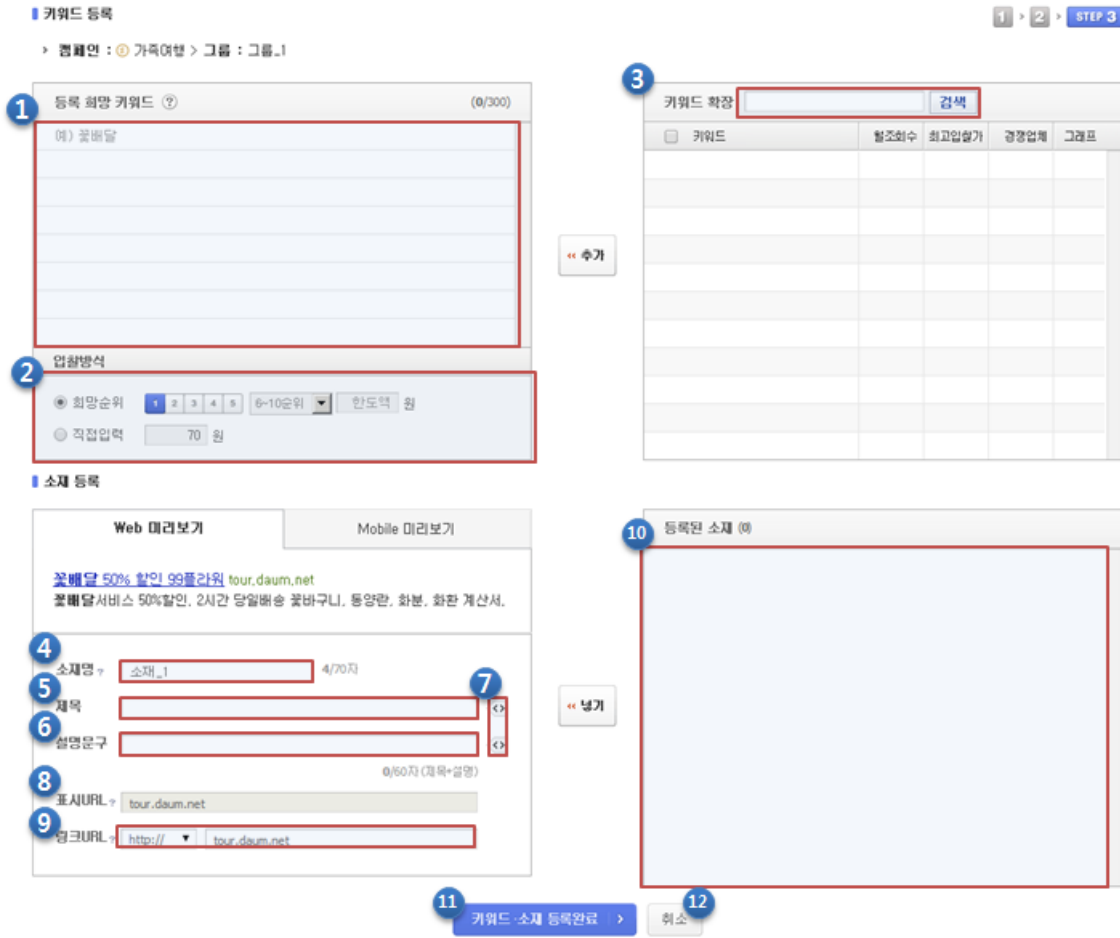 키워드 등록
1 > 2 > STEP 3
> 캠페인 : 가족여행 > 그룹 : 그룹_1
1
등록 희망 키워드 ? (0/300)
예) 꽃배달
3
키워드 확장 검색
키워드 월조회수 최고입찰가 경쟁업체 그래프
‹‹ 추가
입찰방식
2
희망순위 1 2 3 4 5 6~10순위 한도액 원
직접입력 70 원
소재 등록
Web 미리보기 Mobile 미리보기
꽃배달 50% 할인 99플라워 tour.daum.net
꽃배달서비스 50%할인, 2시간 당일배송 꽃바구니, 동양란, 화분, 화환 계산서.
10
등록된 소재 (0)
4
소재명 ? 소재_1 4/70자
5
제목
7
<>
6
설명문구
<>
0/60자 (제목+설명)
‹‹ 넣기
8
표시URL ? tour.daum.net
9
링크URL ? http:// ▼ tour.daum.net
11
키워드·소재 등록완료 >
12
취소